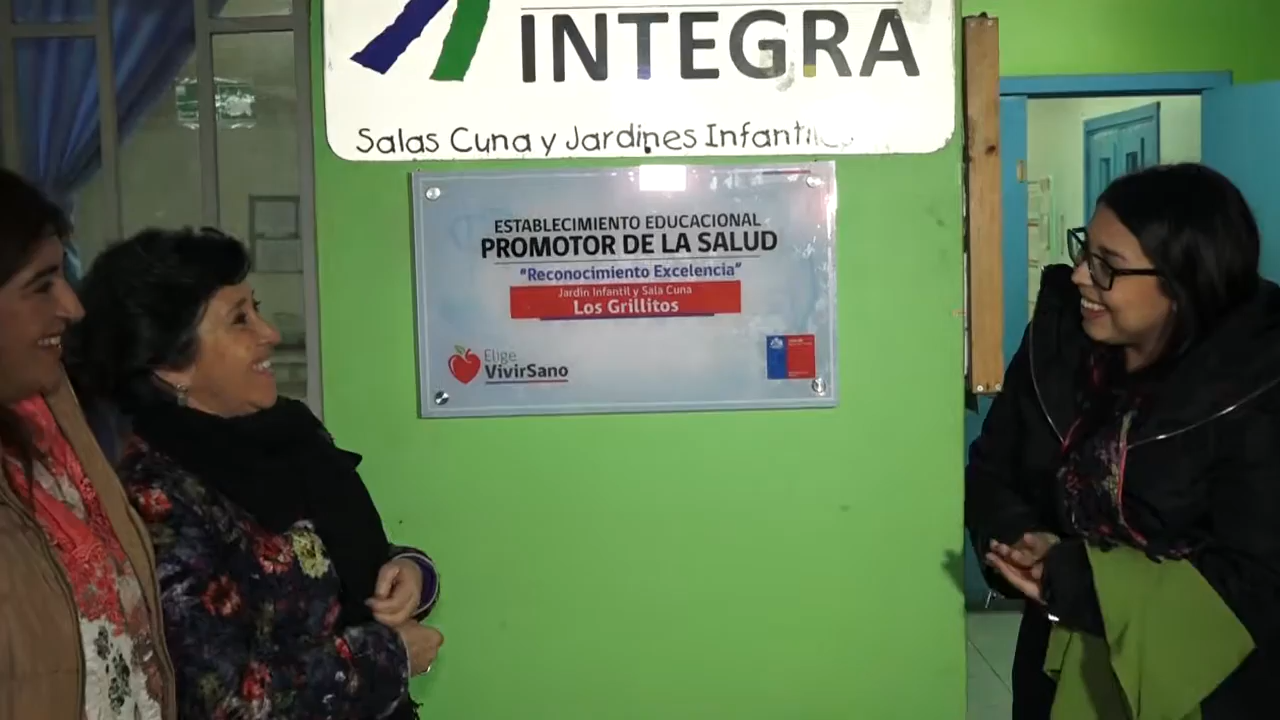 INTEGRA
Salas Cuna y Jardines Infantiles
ESTABLECIMIENTO EDUCACIONAL
PROMOTOR DE LA SALUD
"Reconocimiento Excelencia"
Jardín Infantil y Sala Cuna
Los Grillitos
Elige
VivirSano